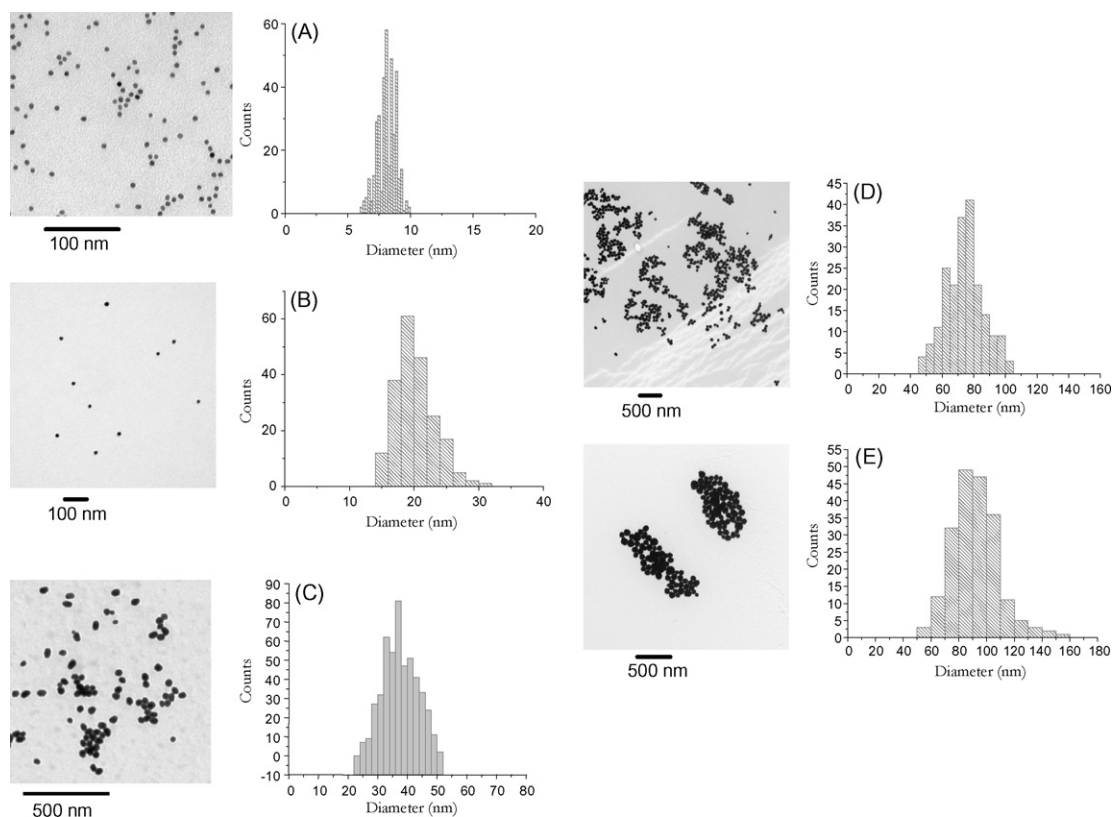 (A)
60
40
20
0
Counts
0 5 10 15 20
Diameter (nm)
100 nm
(B)
60
40
20
0
Counts
0 10 20 30 40
Diameter (nm)
100 nm
(C)
90
80
70
60
50
40
30
20
10
0
-10
Counts
0 10 20 30 40 50 60 70 80
Diameter (nm)
500 nm
(D)
45
40
35
30
25
20
15
10
5
0
Counts
0 20 40 60 80 100 120 140 160
Diameter (nm)
500 nm
(E)
55
50
45
40
35
30
25
20
15
10
5
0
Counts
0 20 40 60 80 100 120 140 160 180
Diameter (nm)
500 nm